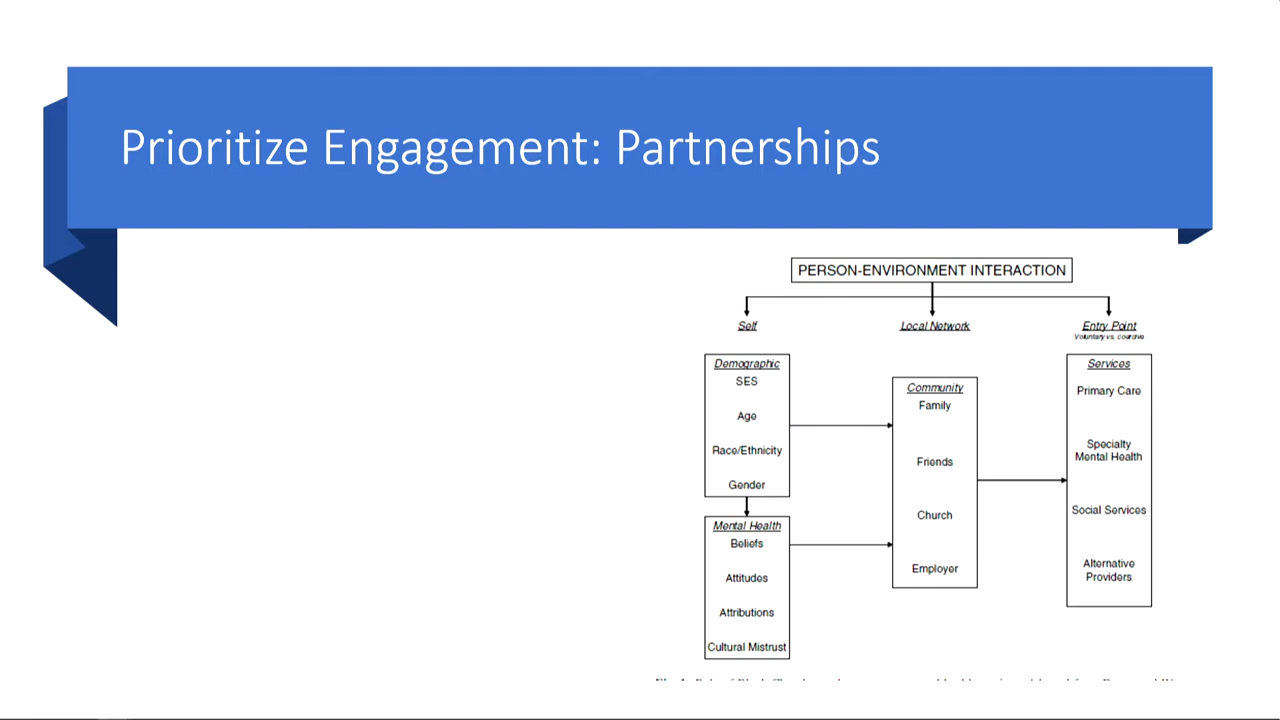 Prioritize Engagement: Partnerships
PERSON-ENVIRONMENT INTERACTION
Self
Local Network
Entry Point
Voluntary vs. coercive
Demographic
SES
Age
Race/Ethnicity
Gender
Mental Health
Beliefs
Attitudes
Attributions
Cultural Mistrust
Community
Family
Friends
Church
Employer
Services
Primary Care
Specialty
Mental Health
Social Services
Alternative
Providers